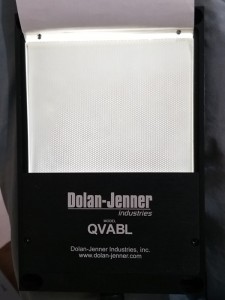 Dolan-Jenner
industries
MODEL
QVABL
Dolan-Jenner Industries, Inc.
www.dolan-jenner.com